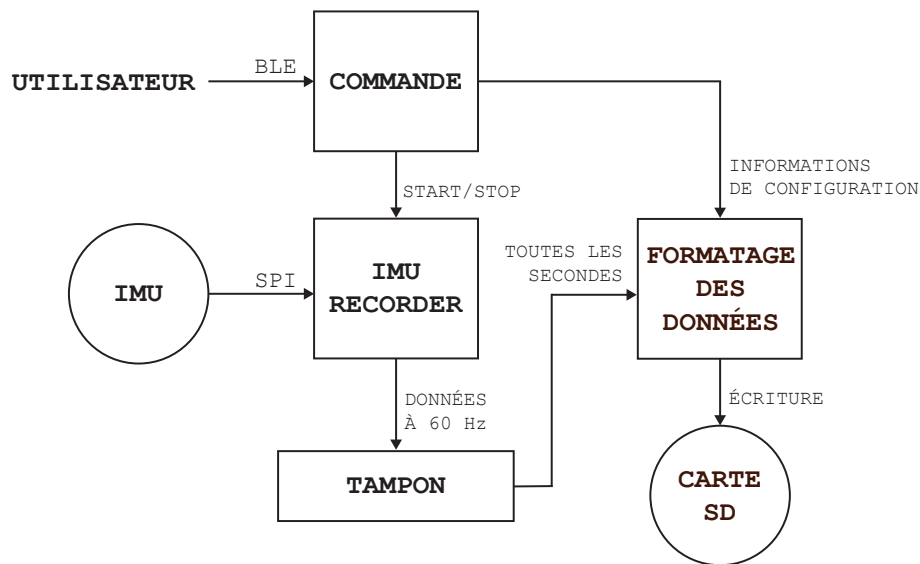 BLE
UTILISATEUR
COMMANDE
START/STOP
INFORMATIONS
DE CONFIGURATION
IMU
SPI
IMU
RECORDER
TOUTES LES
SECONDES
FORMATAGE
DES
DONNÉES
DONNÉES
À 60 Hz
TAMPON
ÉCRITURE
CARTE
SD